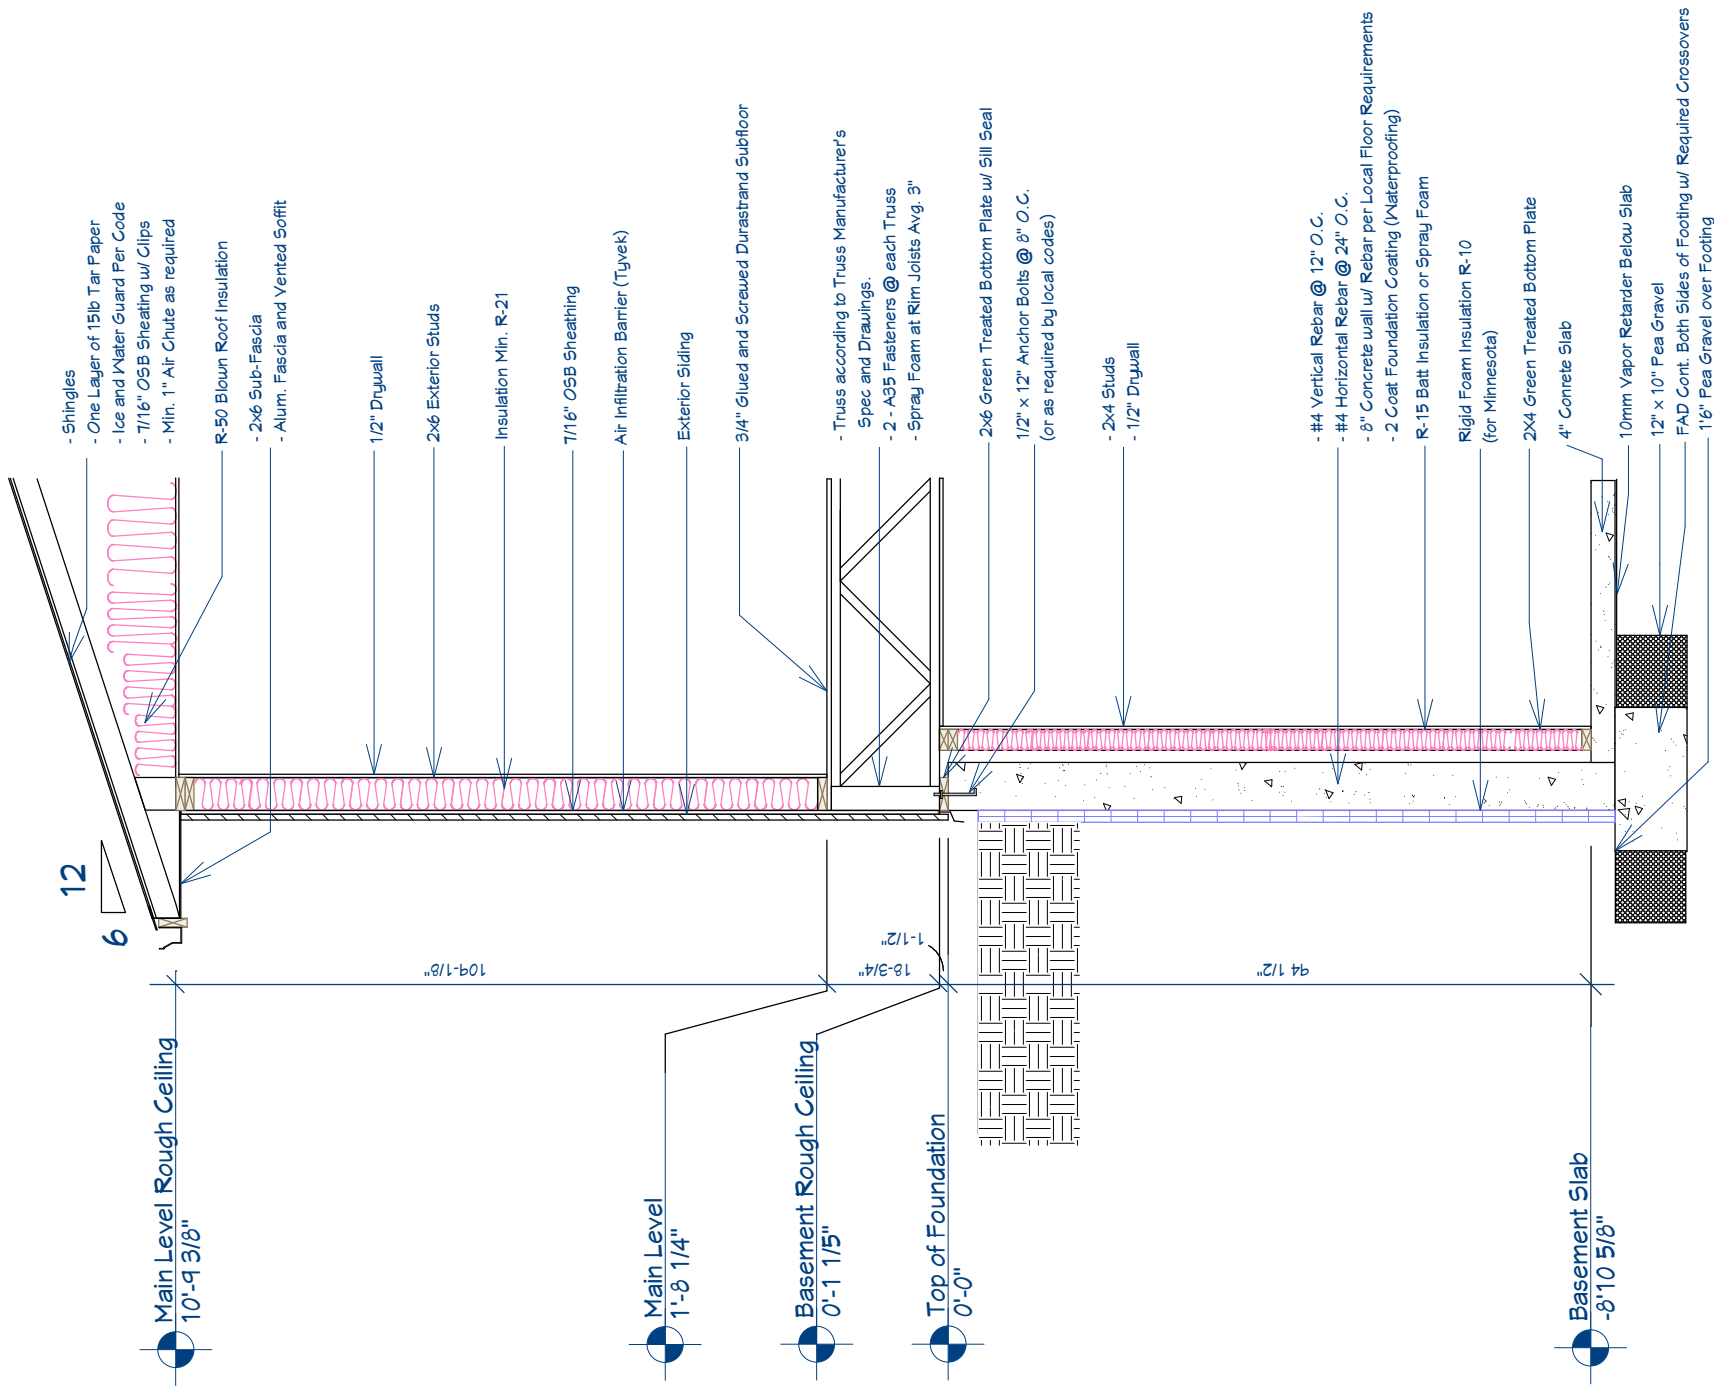 - Shingles
- One Layer of 15lb Tar Paper
- Ice and Water Guard Per Code
- 7/16" OSB Sheating w/ Clips
- Min. 1" Air Chute as required
R-50 Blown Roof Insulation
- 2x6 Sub-Fascia
- Alum. Fascia and Vented Soffit
1/2" Drywall
2x6 Exterior Studs
Insulation Min. R-21
7/16" OSB Sheathing
Air Infiltration Barrier (Tyvek)
Exterior Siding
3/4" Glued and Screwed Durastrand Subfloor
- Truss according to Truss Manufacturer's
Spec and Drawings.
- 2 - A35 Fasteners @ each Truss
- Spray Foam at Rim Joists Avg. 3"
2x6 Green Treated Bottom Plate w/ Sill Seal
1/2" x 12" Anchor Bolts @ 8" O.C.
(or as required by local codes)
- 2x4 Studs
- 1/2" Drywall
- #4 Vertical Rebar @ 12" O.C.
- #4 Horizontal Rebar @ 24" O.C.
- 8" Concrete wall w/ Rebar per Local Floor Requirements
- 2 Coat Foundation Coating (Waterproofing)
R-15 Batt Insulation or Spray Foam
Rigid Foam Insulation R-10
(for Minnesota)
2X4 Green Treated Bottom Plate
4" Conrete Slab
10mm Vapor Retarder Below Slab
12" x 10" Pea Gravel
FAD Cont. Both Sides of Footing w/ Required Crossovers
1'6" Pea Gravel over Footing
12
6
109-1/8"
18-3/4"
1-1/2"
94 1/2"
Main Level Rough Ceiling
10'-9 3/8"
Main Level
1'-8 1/4"
Basement Rough Ceiling
0'-1 1/5"
Top of Foundation
0'-0"
Basement Slab
-8'10 5/8"